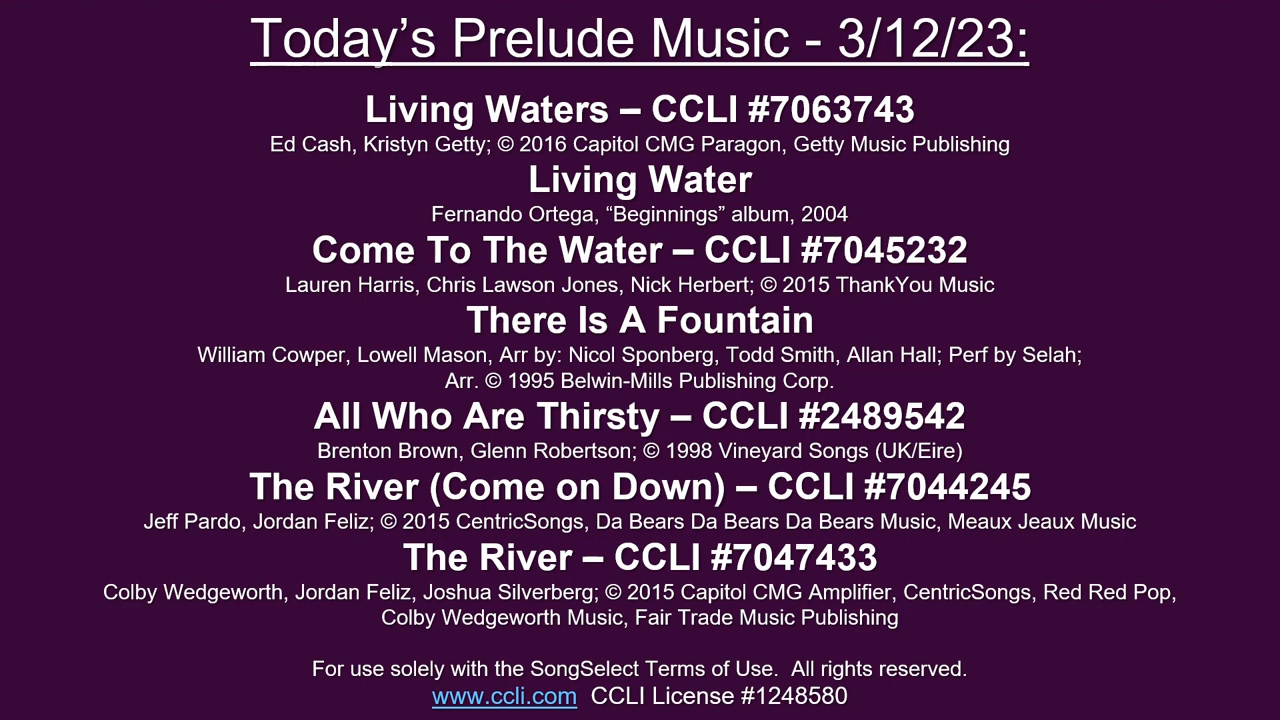 Today’s Prelude Music - 3/12/23:
Living Waters – CCLI #7063743
Ed Cash, Kristyn Getty; © 2016 Capitol CMG Paragon, Getty Music Publishing
Living Water
Fernando Ortega, “Beginnings” album, 2004
Come To The Water – CCLI #7045232
Lauren Harris, Chris Lawson Jones, Nick Herbert; © 2015 ThankYou Music
There Is A Fountain
William Cowper, Lowell Mason, Arr by: Nicol Sponberg, Todd Smith, Allan Hall; Perf by Selah;
Arr. © 1995 Belwin-Mills Publishing Corp.
All Who Are Thirsty – CCLI #2489542
Brenton Brown, Glenn Robertson; © 1998 Vineyard Songs (UK/Eire)
The River (Come on Down) – CCLI #7044245
Jeff Pardo, Jordan Feliz; © 2015 CentricSongs, Da Bears Da Bears Da Bears Music, Meaux Jeaux Music
The River – CCLI #7047433
Colby Wedgeworth, Jordan Feliz, Joshua Silverberg; © 2015 Capitol CMG Amplifier, CentricSongs, Red Red Pop,
Colby Wedgeworth Music, Fair Trade Music Publishing
For use solely with the SongSelect Terms of Use.  All rights reserved.
www.ccli.com  CCLI License #1248580